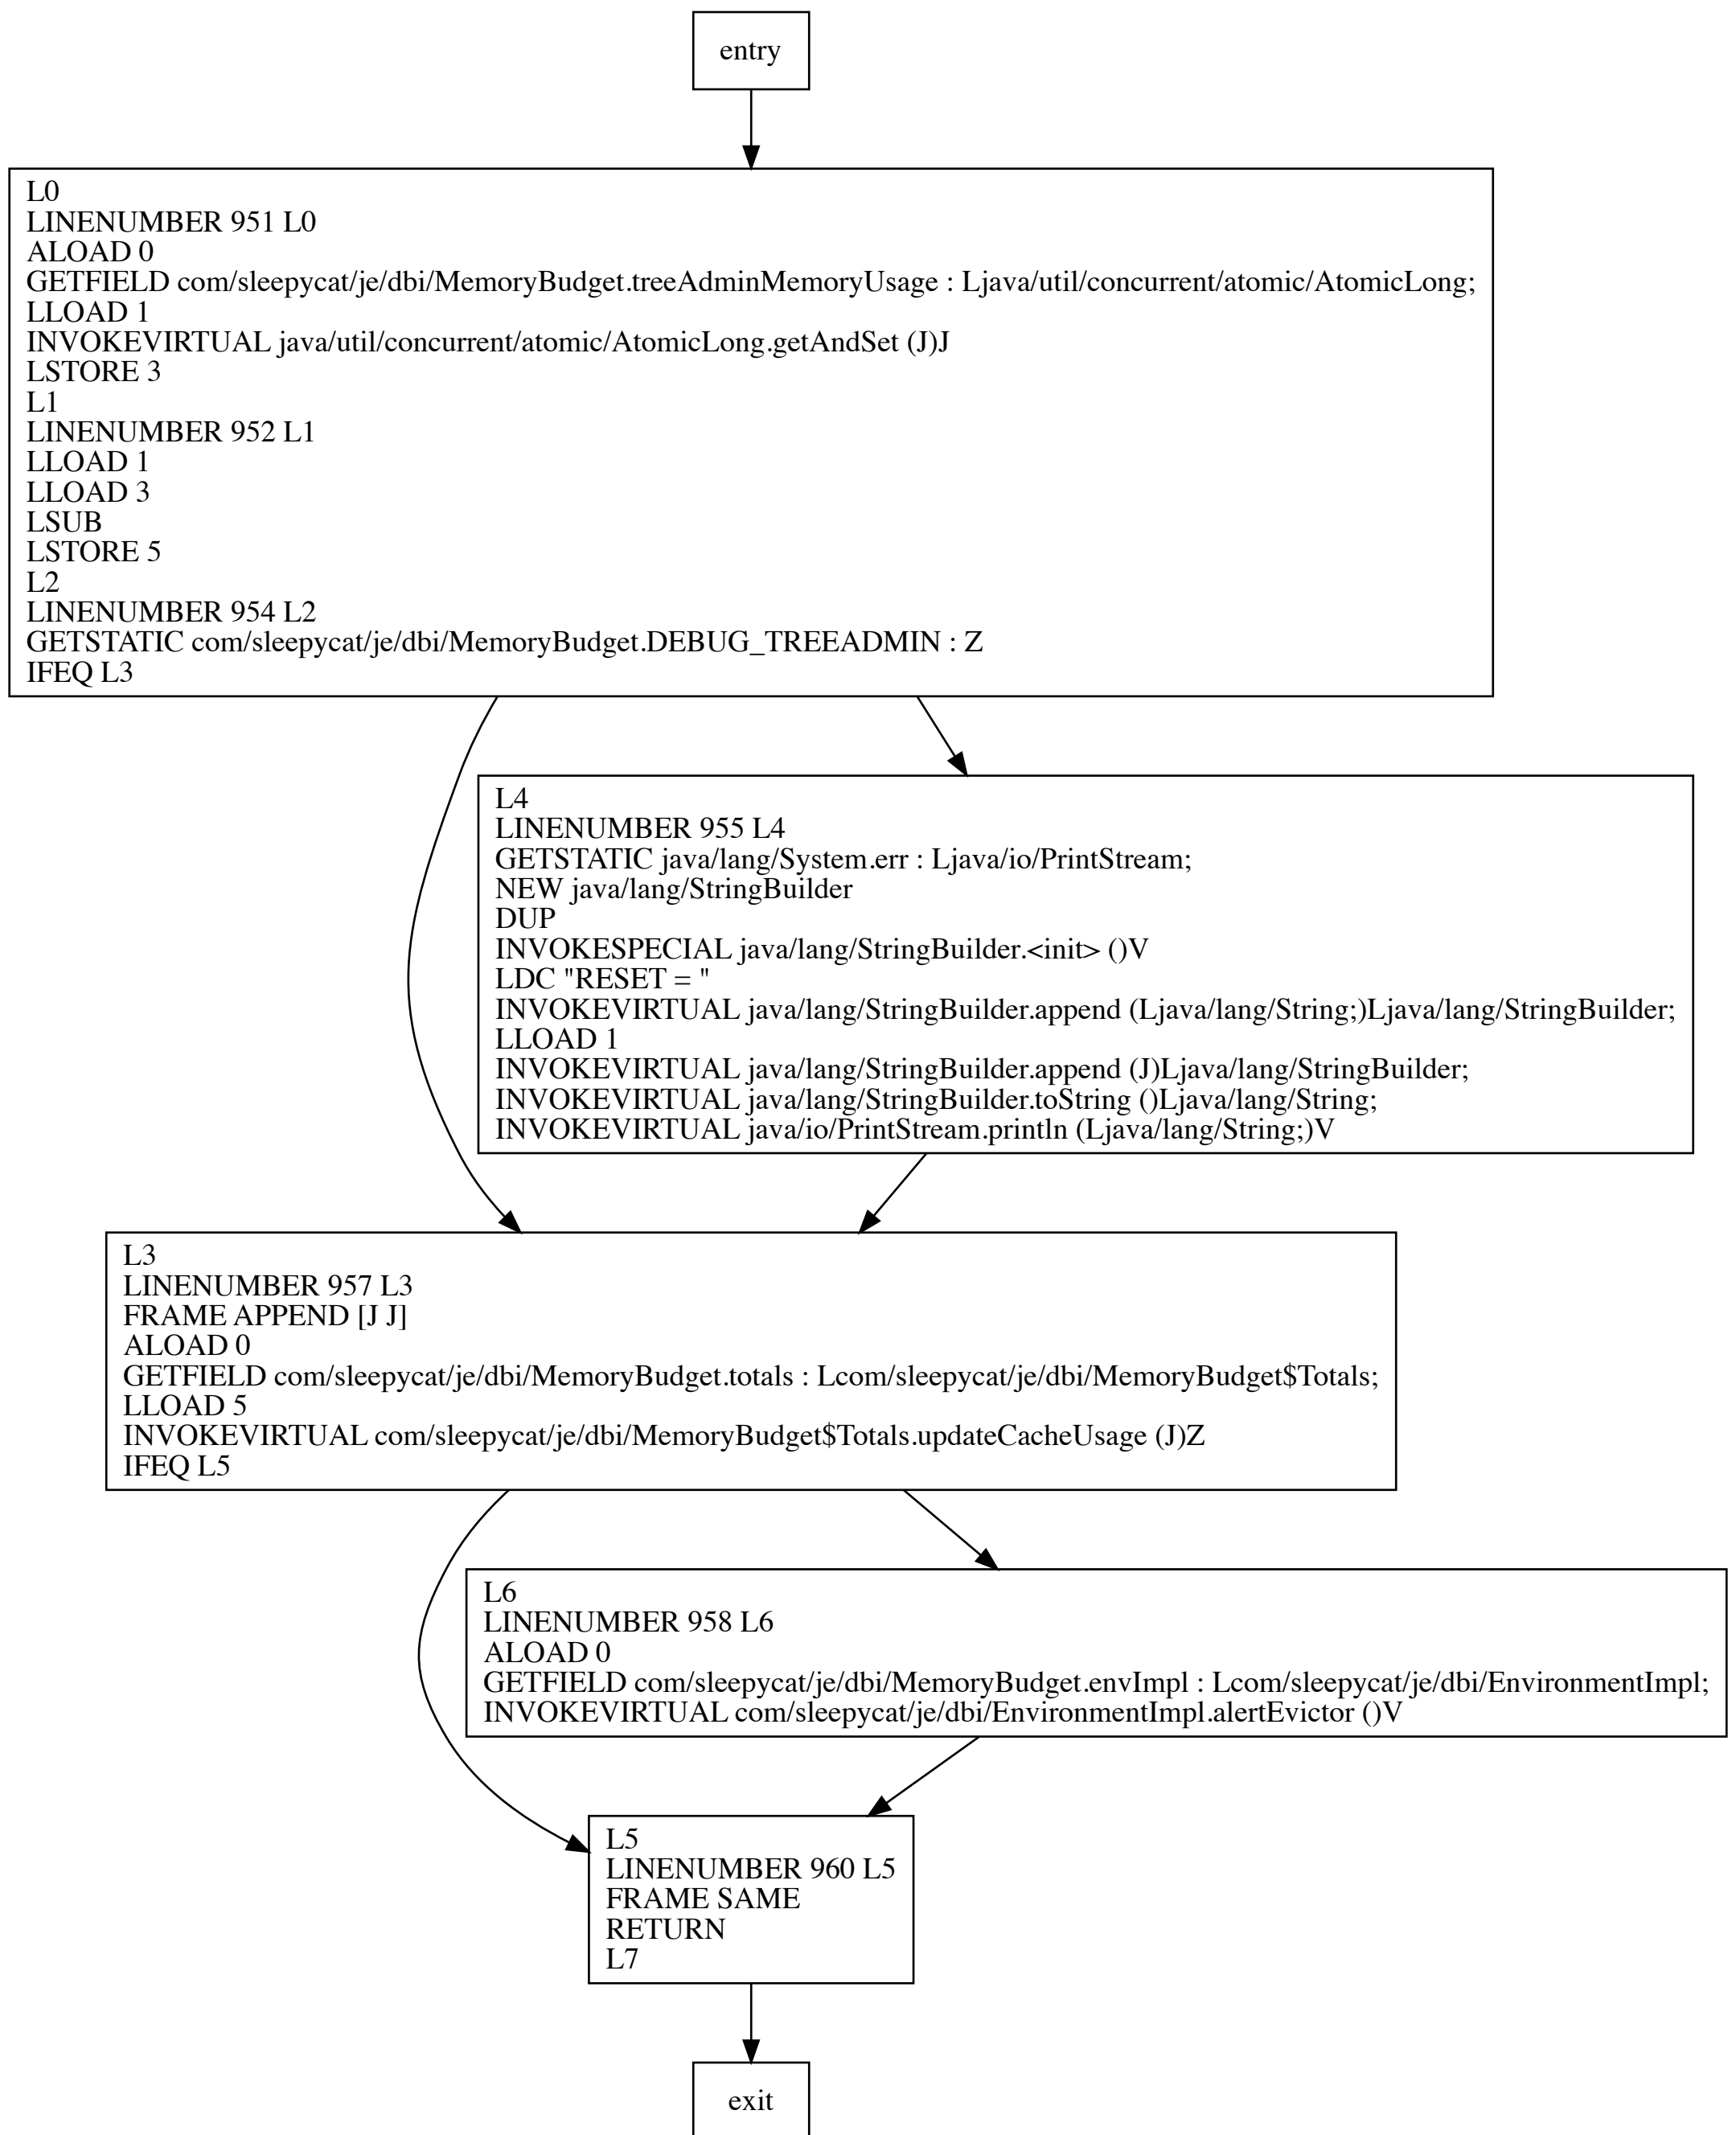 entry
L0
LINENUMBER 951 L0
ALOAD 0
GETFIELD com/sleepycat/je/dbi/MemoryBudget.treeAdminMemoryUsage : Ljava/util/concurrent/atomic/AtomicLong;
LLOAD 1
INVOKEVIRTUAL java/util/concurrent/atomic/AtomicLong.getAndSet (J)J
LSTORE 3
L1
LINENUMBER 952 L1
LLOAD 1
LLOAD 3
LSUB
LSTORE 5
L2
LINENUMBER 954 L2
GETSTATIC com/sleepycat/je/dbi/MemoryBudget.DEBUG_TREEADMIN : Z
IFEQ L3
L4
LINENUMBER 955 L4
GETSTATIC java/lang/System.err : Ljava/io/PrintStream;
NEW java/lang/StringBuilder
DUP
INVOKESPECIAL java/lang/StringBuilder.<init> ()V
LDC "RESET = "
INVOKEVIRTUAL java/lang/StringBuilder.append (Ljava/lang/String;)Ljava/lang/StringBuilder;
LLOAD 1
INVOKEVIRTUAL java/lang/StringBuilder.append (J)Ljava/lang/StringBuilder;
INVOKEVIRTUAL java/lang/StringBuilder.toString ()Ljava/lang/String;
INVOKEVIRTUAL java/io/PrintStream.println (Ljava/lang/String;)V
L3
LINENUMBER 957 L3
FRAME APPEND [J J]
ALOAD 0
GETFIELD com/sleepycat/je/dbi/MemoryBudget.totals : Lcom/sleepycat/je/dbi/MemoryBudget$Totals;
LLOAD 5
INVOKEVIRTUAL com/sleepycat/je/dbi/MemoryBudget$Totals.updateCacheUsage (J)Z
IFEQ L5
L6
LINENUMBER 958 L6
ALOAD 0
GETFIELD com/sleepycat/je/dbi/MemoryBudget.envImpl : Lcom/sleepycat/je/dbi/EnvironmentImpl;
INVOKEVIRTUAL com/sleepycat/je/dbi/EnvironmentImpl.alertEvictor ()V
L5
LINENUMBER 960 L5
FRAME SAME
RETURN
L7
exit